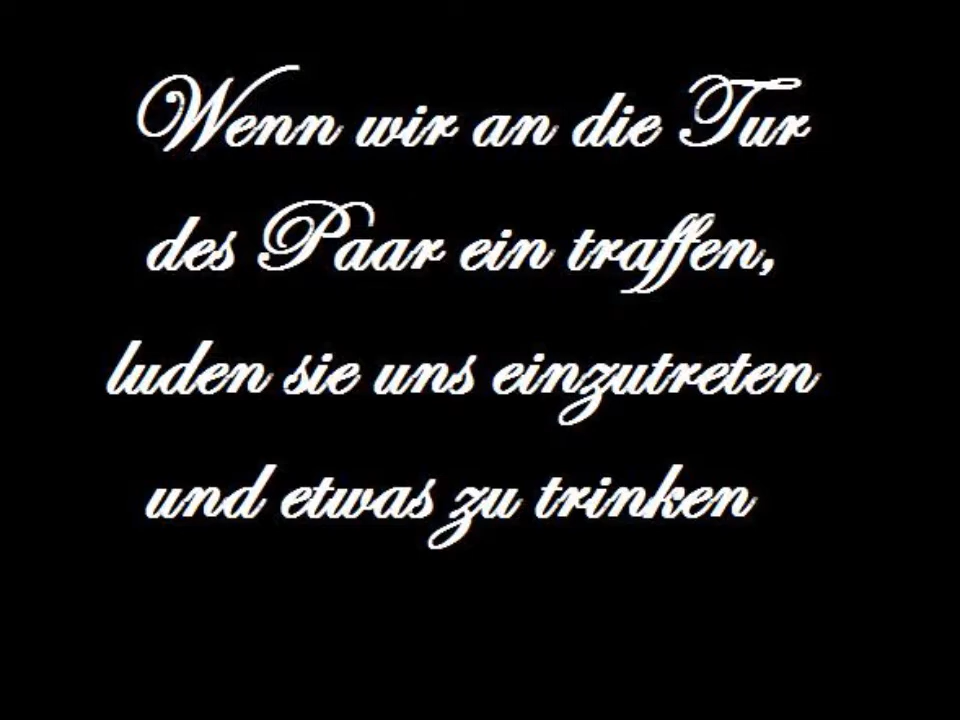 Wenn wir an die Tur
des Paar ein traffen,
luden sie uns einzutreten
und etwas zu trinken